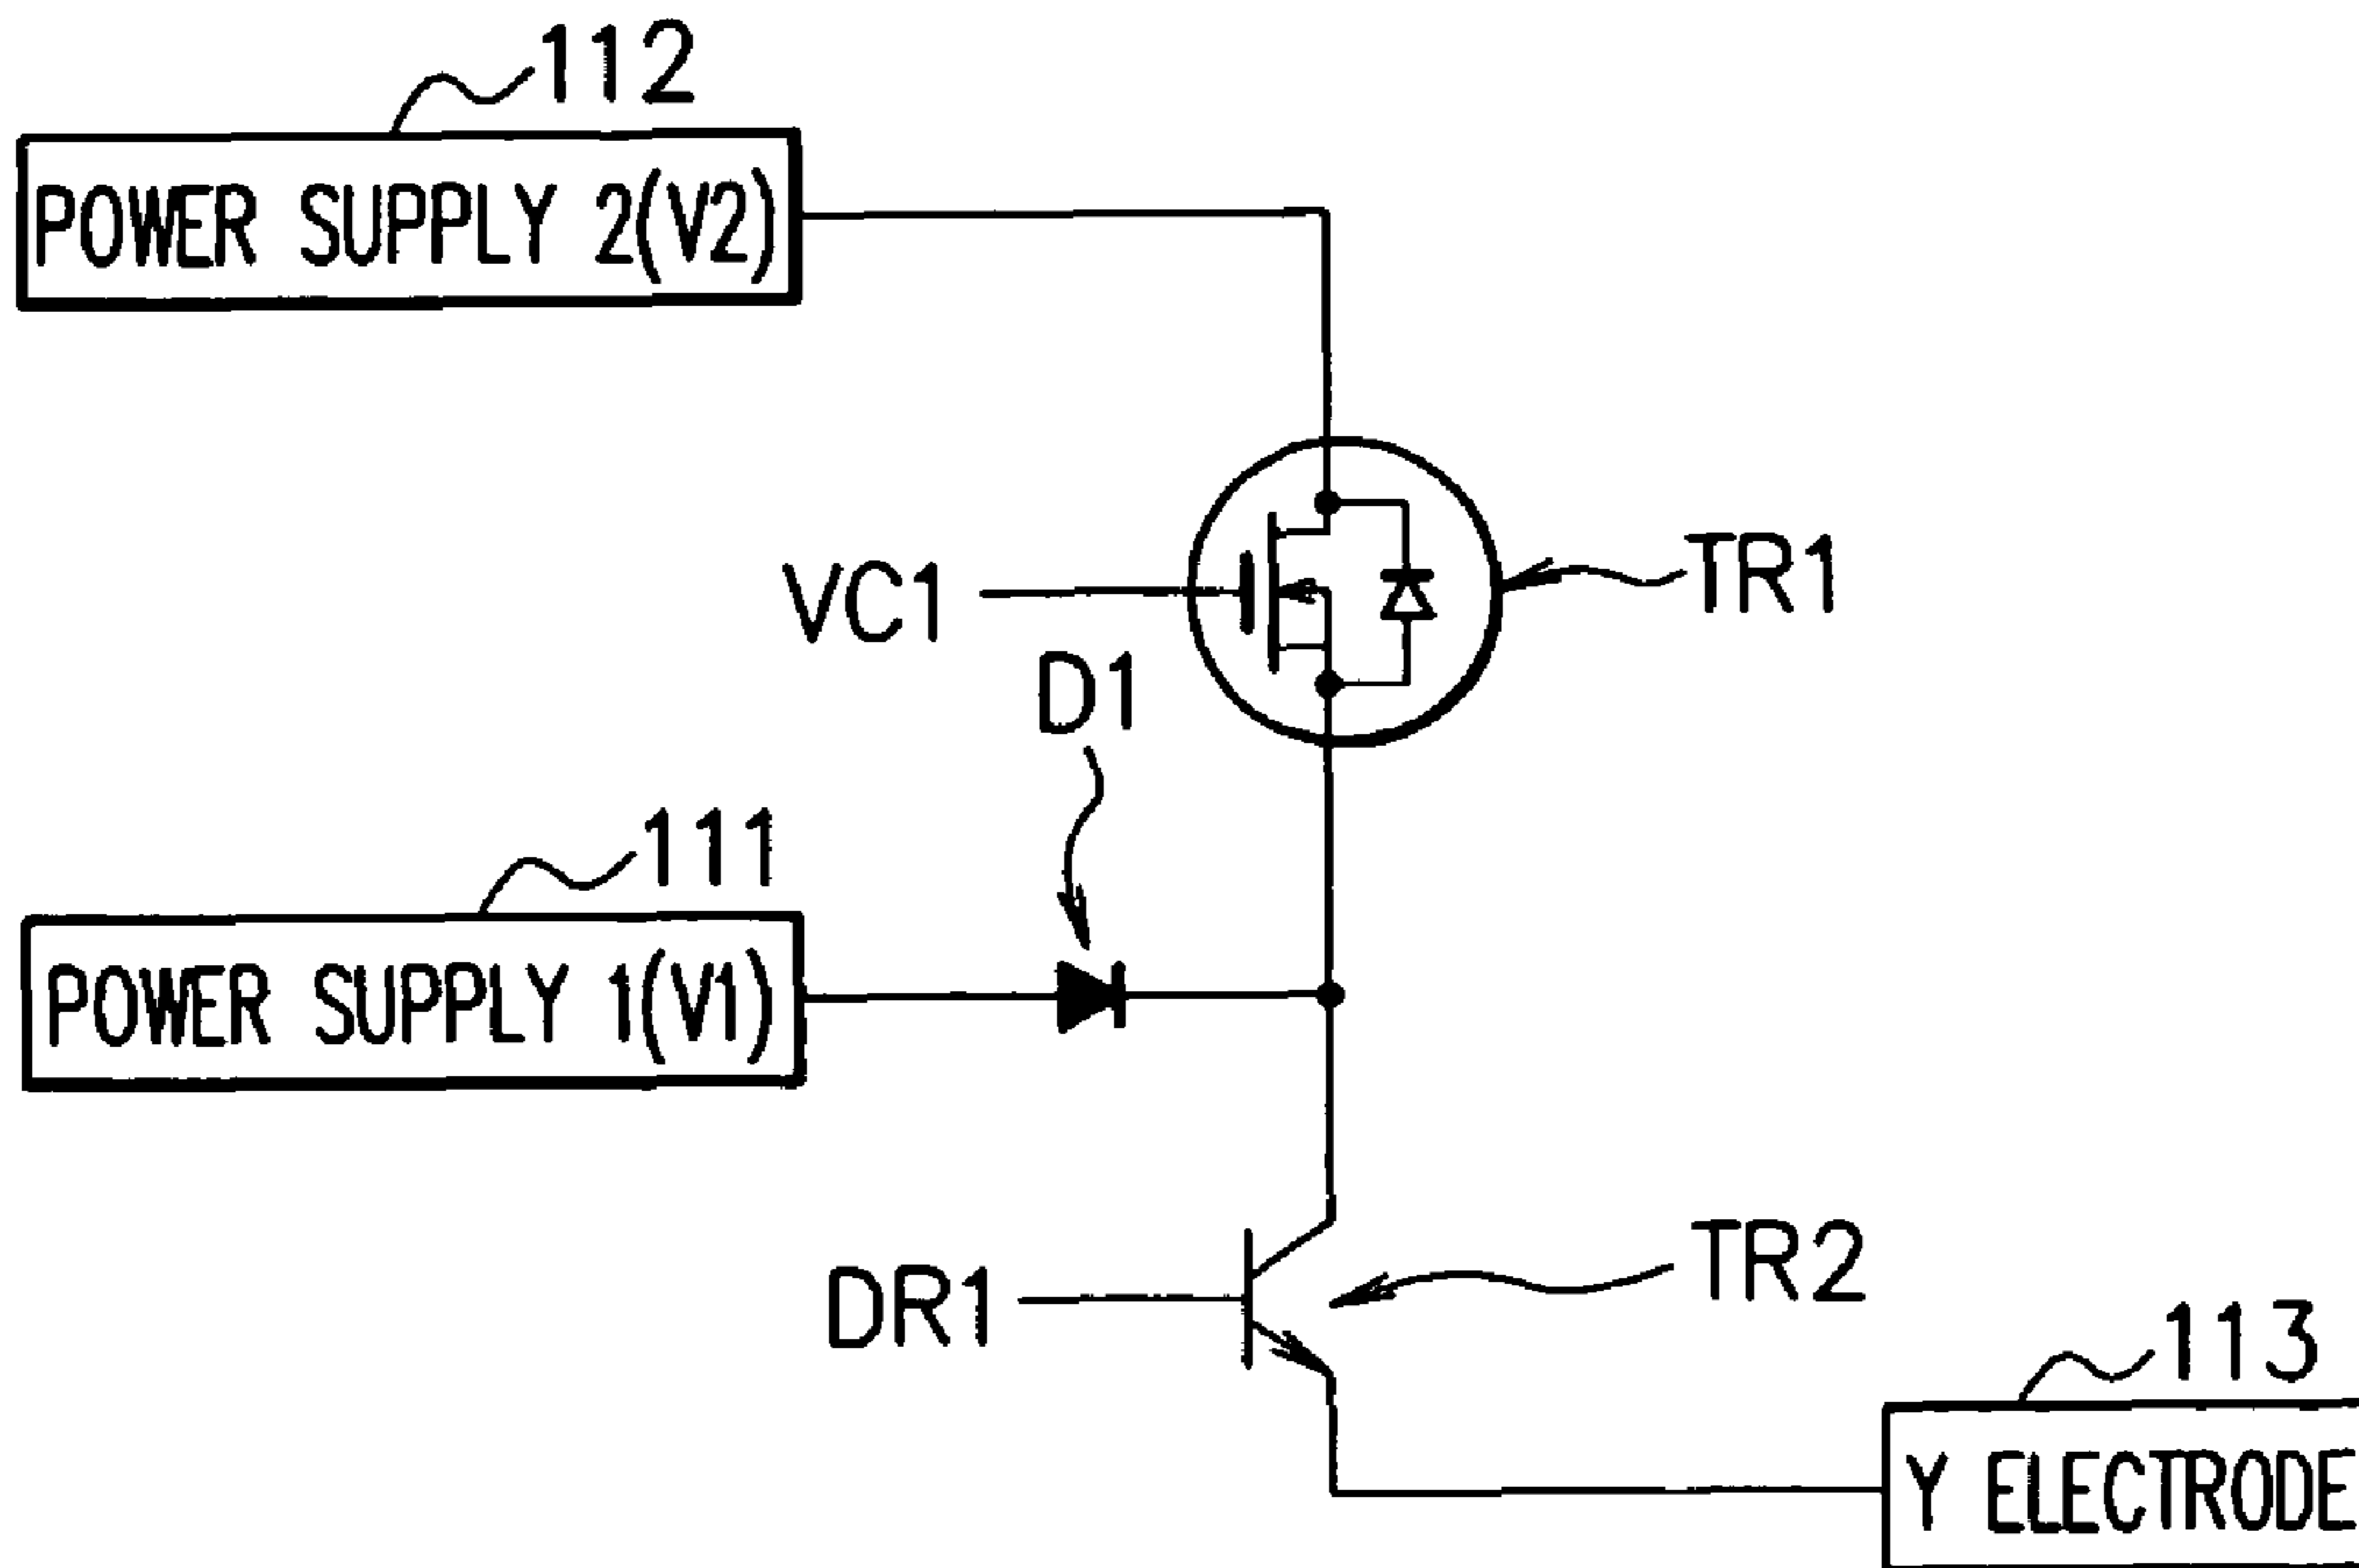 112
POWER SUPPLY 2(V2)
VC1
TR1
D1
111
POWER SUPPLY 1(V1)
DR1
TR2
113
Y ELECTRODE